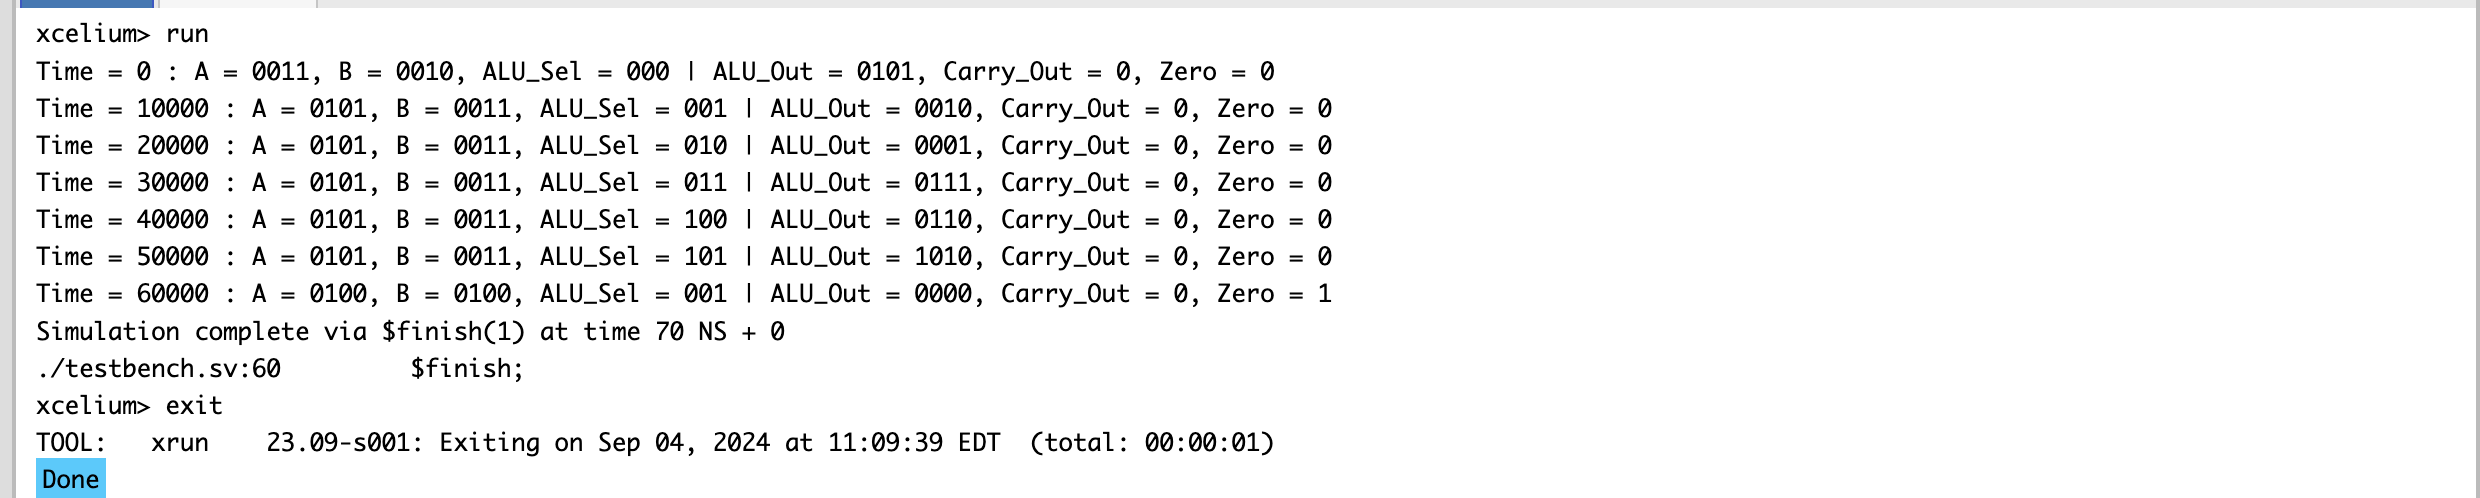 xcelium> run
Time = 0 : A = 0011, B = 0010, ALU_Sel = 000 | ALU_Out = 0101, Carry_Out = 0, Zero = 0
Time = 10000 : A = 0101, B = 0011, ALU_Sel = 001 | ALU_Out = 0010, Carry_Out = 0, Zero = 0
Time = 20000 : A = 0101, B = 0011, ALU_Sel = 010 | ALU_Out = 0001, Carry_Out = 0, Zero = 0
Time = 30000 : A = 0101, B = 0011, ALU_Sel = 011 | ALU_Out = 0111, Carry_Out = 0, Zero = 0
Time = 40000 : A = 0101, B = 0011, ALU_Sel = 100 | ALU_Out = 0110, Carry_Out = 0, Zero = 0
Time = 50000 : A = 0101, B = 0011, ALU_Sel = 101 | ALU_Out = 1010, Carry_Out = 0, Zero = 0
Time = 60000 : A = 0100, B = 0100, ALU_Sel = 001 | ALU_Out = 0000, Carry_Out = 0, Zero = 1
Simulation complete via $finish(1) at time 70 NS + 0
./testbench.sv:60         $finish;
xcelium> exit
TOOL:   xrun    23.09-s001: Exiting on Sep 04, 2024 at 11:09:39 EDT  (total: 00:00:01)
Done